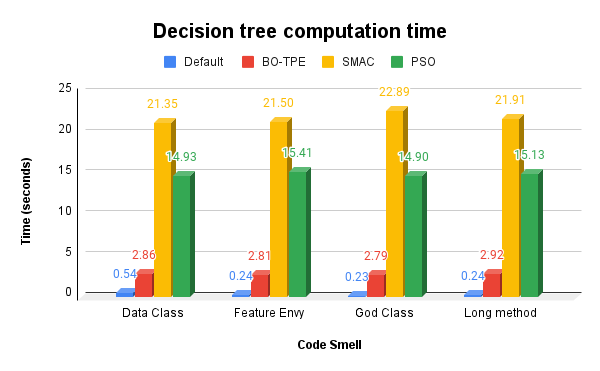 Decision tree computation time
Default BO-TPE SMAC PSO
25
20
15
10
5
0
Time (seconds)
0.54 2.86 21.35 14.93
0.24 2.81 21.50 15.41
0.23 2.79 22.89 14.90
0.24 2.92 21.91 15.13
Data Class Feature Envy God Class Long method
Code Smell